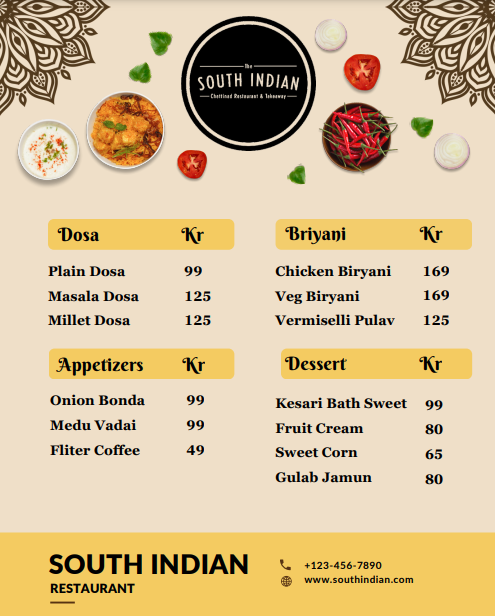 The
SOUTH INDIAN
Chettinad Restaurant & Takeaway
Dosa Kr
Plain Dosa 99
Masala Dosa 125
Millet Dosa 125
Briyani Kr
Chicken Biryani 169
Veg Biryani 169
Vermiselli Pulav 125
Appetizers Kr
Onion Bonda 99
Medu Vadai 99
Fliter Coffee 49
Dessert Kr
Kesari Bath Sweet 99
Fruit Cream 80
Sweet Corn 65
Gulab Jamun 80
SOUTH INDIAN
RESTAURANT
+123-456-7890
www.southindian.com